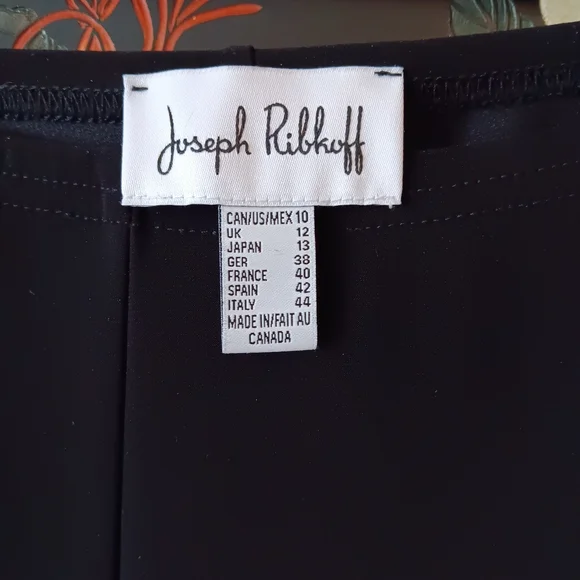 Joseph Ribkoff
CAN/US/MEX 10
UK 12
JAPAN 13
GER 38
FRANCE 40
SPAIN 42
ITALY 44
MADE IN/FAIT AU
CANADA